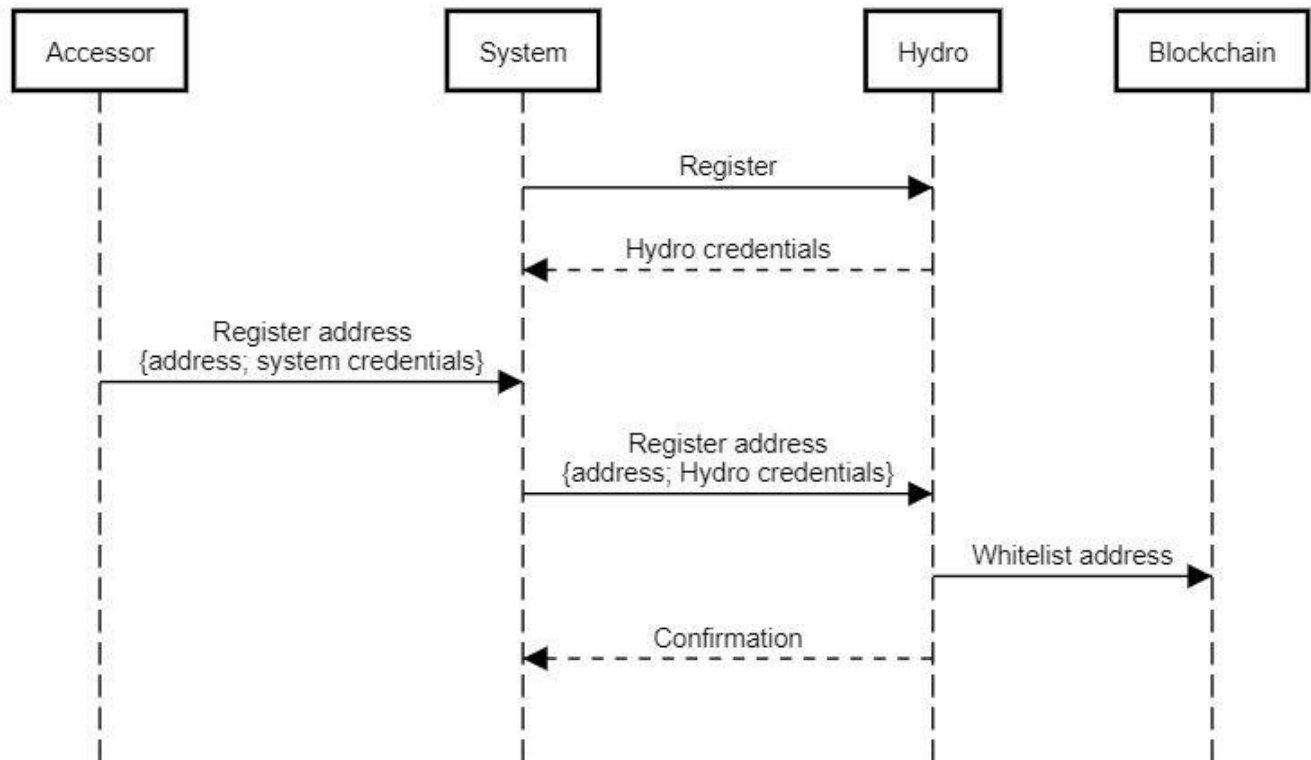 Accessor
System
Hydro
Blockchain
Register
Hydro credentials
Register address
{address; system credentials}
Register address
{address; Hydro credentials}
Whitelist address
Confirmation